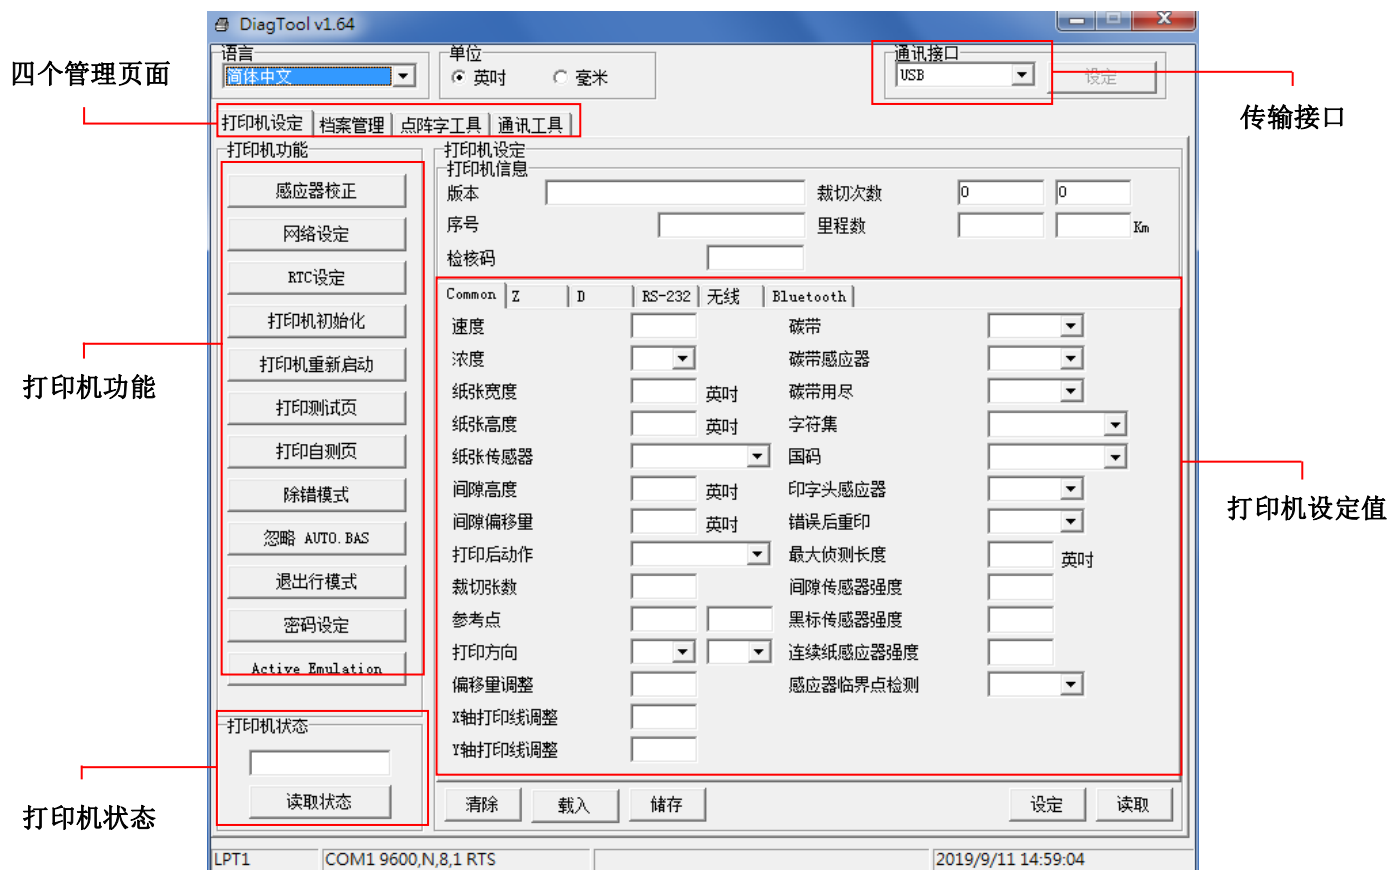 DiagTool v1.64
语言
简体中文
单位
英吋
毫米
通讯接口
USB
设定
四个管理页面
传输接口
打印机设定
档案管理
点阵字工具
通讯工具
打印机功能
感应器校正
网络设定
RTC设定
打印机初始化
打印机重新启动
打印测试页
打印自测页
除错模式
忽略 AUTO.BAS
退出行模式
密码设定
Active Emulation
打印机功能
打印机状态
读取状态
打印机状态
打印机设定
打印机信息
版本
裁切次数
0
0
序号
里程数
Km
检核码
Common
Z
D
RS-232
无线
Bluetooth
速度
碳带
浓度
碳带感应器
纸张宽度
英吋
碳带用尽
纸张高度
英吋
字符集
纸张传感器
国码
间隙高度
英吋
印字头感应器
间隙偏移量
英吋
错误后重印
打印后动作
最大侦测长度
英吋
裁切张数
间隙传感器强度
参考点
黑标传感器强度
打印方向
连续纸感应器强度
偏移量调整
感应器临界点检测
X轴打印线调整
Y轴打印线调整
打印机设定值
清除
载入
储存
设定
读取
LPT1
COM1 9600,N,8,1 RTS
2019/9/11 14:59:04